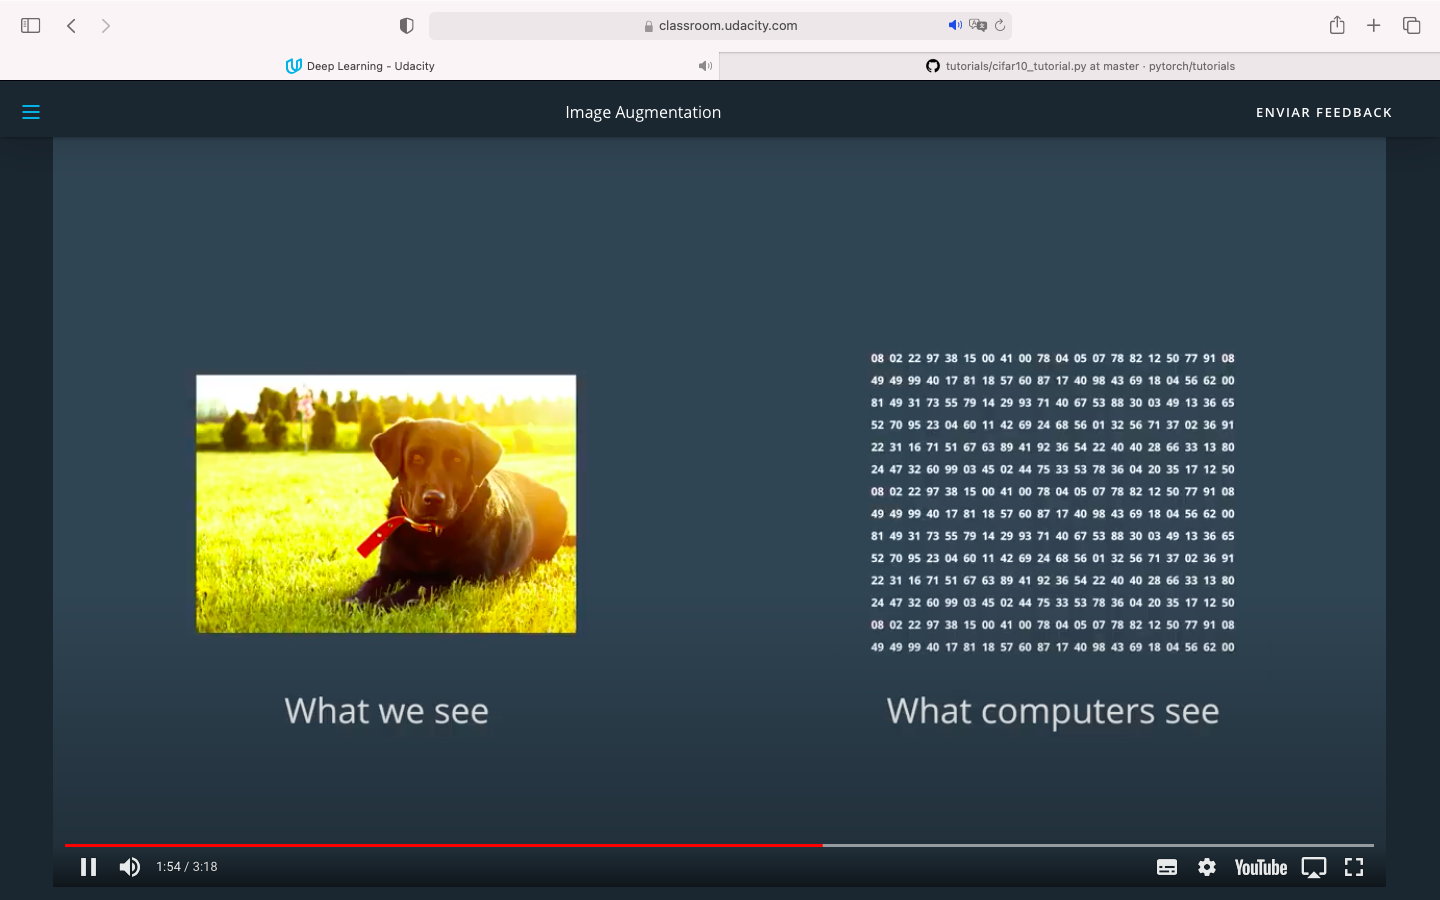 classroom.udacity.com
Deep Learning - Udacity
tutorials/cifar10_tutorial.py at master · pytorch/tutorials
Image Augmentation
ENVIAR FEEDBACK
08 02 22 97 38 15 00 41 00 78 04 05 07 78 82 12 50 77 91 08
49 49 99 40 17 81 18 57 60 87 17 40 98 43 69 18 04 56 62 00
81 49 31 73 55 79 14 29 93 71 40 67 53 88 30 03 49 13 36 65
52 70 95 23 04 60 11 42 69 24 68 56 01 32 56 71 37 02 36 91
22 31 16 71 51 67 63 89 41 92 36 54 22 40 40 28 66 33 13 80
24 47 32 60 99 03 45 02 44 75 33 53 78 36 04 20 35 17 12 50
08 02 22 97 38 15 00 41 00 78 04 05 07 78 82 12 50 77 91 08
49 49 99 40 17 81 18 57 60 87 17 40 98 43 69 18 04 56 62 00
81 49 31 73 55 79 14 29 93 71 40 67 53 88 30 03 49 13 36 65
52 70 95 23 04 60 11 42 69 24 68 56 01 32 56 71 37 02 36 91
22 31 16 71 51 67 63 89 41 92 36 54 22 40 40 28 66 33 13 80
24 47 32 60 99 03 45 02 44 75 33 53 78 36 04 20 35 17 12 50
08 02 22 97 38 15 00 41 00 78 04 05 07 78 82 12 50 77 91 08
49 49 99 40 17 81 18 57 60 87 17 40 98 43 69 18 04 56 62 00
What we see
What computers see
1:54 / 3:18
YouTube